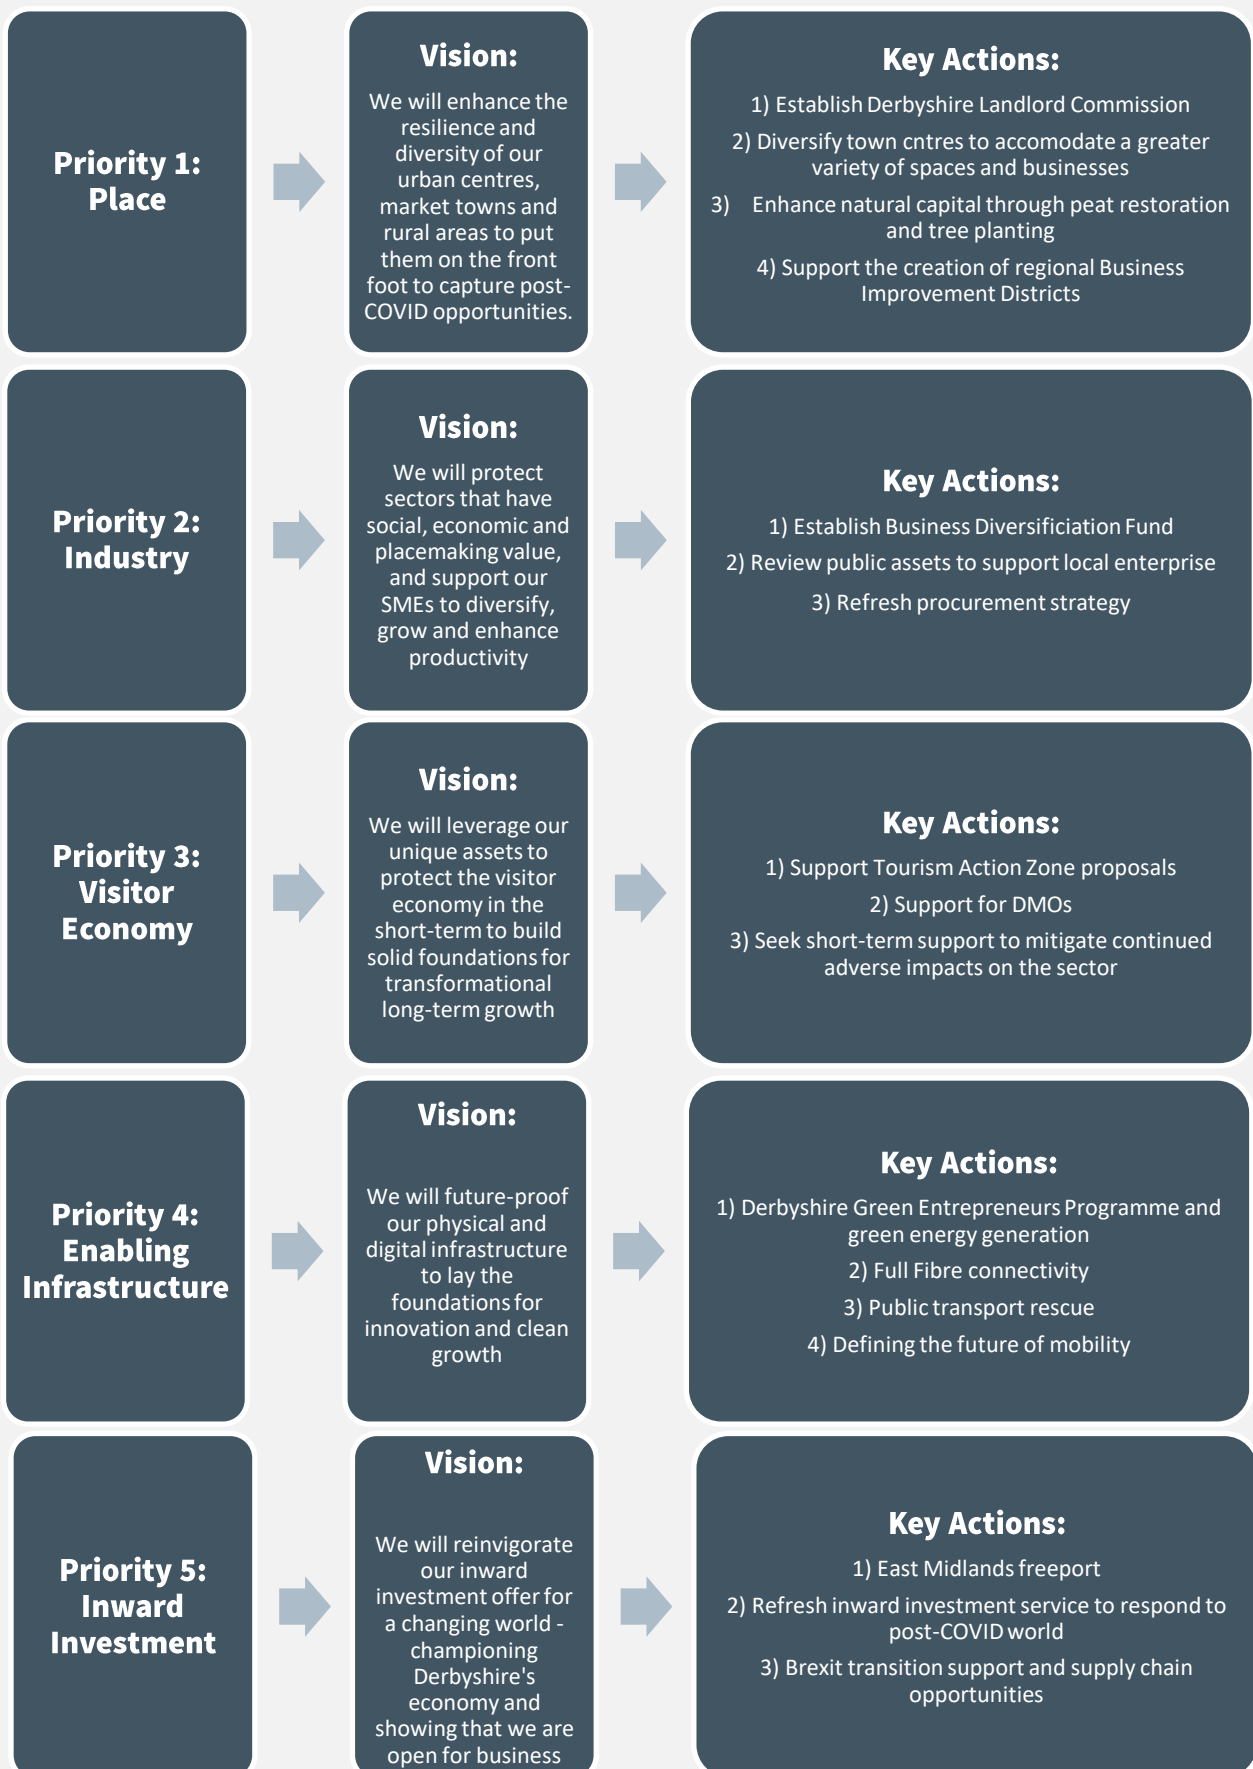 Priority 1:
Place
Vision:
We will enhance the
resilience and
diversity of our
urban centres,
market towns and
rural areas to put
them on the front
foot to capture post-
COVID opportunities.
Key Actions:
1) Establish Derbyshire Landlord Commission
2) Diversify town cntres to accomodate a greater
variety of spaces and businesses
3) Enhance natural capital through peat restoration
and tree planting
4) Support the creation of regional Business
Improvement Districts
Priority 2:
Industry
Vision:
We will protect
sectors that have
social, economic and
placemaking value,
and support our
SMEs to diversify,
grow and enhance
productivity
Key Actions:
1) Establish Business Diversificiation Fund
2) Review public assets to support local enterprise
3) Refresh procurement strategy
Priority 3:
Visitor
Economy
Vision:
We will leverage our
unique assets to
protect the visitor
economy in the
short-term to build
solid foundations for
transformational
long-term growth
Key Actions:
1) Support Tourism Action Zone proposals
2) Support for DMOs
3) Seek short-term support to mitigate continued
adverse impacts on the sector
Priority 4:
Enabling
Infrastructure
Vision:
We will future-proof
our physical and
digital infrastructure
to lay the
foundations for
innovation and clean
growth
Key Actions:
1) Derbyshire Green Entrepreneurs Programme and
green energy generation
2) Full Fibre connectivity
3) Public transport rescue
4) Defining the future of mobility
Priority 5:
Inward
Investment
Vision:
We will reinvigorate
our inward
investment offer for
a changing world -
championing
Derbyshire's
economy and
showing that we are
open for business
Key Actions:
1) East Midlands freeport
2) Refresh inward investment service to respond to
post-COVID world
3) Brexit transition support and supply chain
opportunities